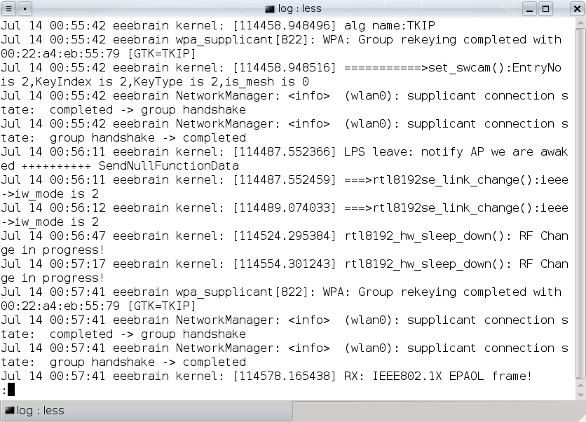 log : less
Jul 14 00:55:42 eeebrain kernel: [114458.948496] alg name:TKIP
Jul 14 00:55:42 eeebrain wpa_supplicant[822]: WPA: Group rekeying completed with
00:22:a4:eb:55:79 [GTK=TKIP]
Jul 14 00:55:42 eeebrain kernel: [114458.948516] ===========>set_swcam():EntryNo
is 2,KeyIndex is 2,KeyType is 2,is_mesh is 0
Jul 14 00:55:42 eeebrain NetworkManager: <info>  (wlan0): supplicant connection s
tate:  completed -> group handshake
Jul 14 00:55:42 eeebrain NetworkManager: <info>  (wlan0): supplicant connection s
tate:  group handshake -> completed
Jul 14 00:56:11 eeebrain kernel: [114487.552366] LPS leave: notify AP we are awak
ed ++++++++++ SendNullFunctionData
Jul 14 00:56:11 eeebrain kernel: [114487.552459] ===>rtl8192se_link_change():ieee
->iw_mode is 2
Jul 14 00:56:12 eeebrain kernel: [114489.074033] ===>rtl8192se_link_change():ieee
->iw_mode is 2
Jul 14 00:56:47 eeebrain kernel: [114524.295384] rtl8192_hw_sleep_down(): RF Chan
ge in progress!
Jul 14 00:57:17 eeebrain kernel: [114554.301243] rtl8192_hw_sleep_down(): RF Chan
ge in progress!
Jul 14 00:57:41 eeebrain wpa_supplicant[822]: WPA: Group rekeying completed with
00:22:a4:eb:55:79 [GTK=TKIP]
Jul 14 00:57:41 eeebrain NetworkManager: <info>  (wlan0): supplicant connection s
tate:  completed -> group handshake
Jul 14 00:57:41 eeebrain NetworkManager: <info>  (wlan0): supplicant connection s
tate:  group handshake -> completed
Jul 14 00:57:41 eeebrain kernel: [114578.165438] RX: IEEE802.1X EPAOL frame!
:
log : less